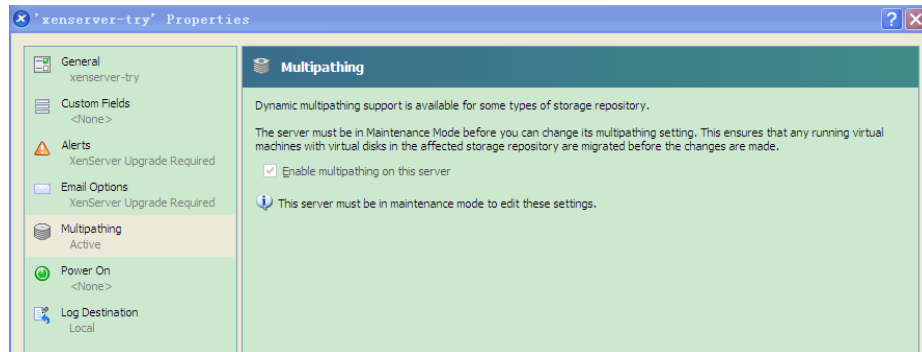 'xenserver-try' Properties
General
xenserver-try
Custom Fields
<None>
Alerts
XenServer Upgrade Required
Email Options
XenServer Upgrade Required
Multipathing
Active
Power On
<None>
Log Destination
Local
Multipathing
Dynamic multipathing support is available for some types of storage repository.
The server must be in Maintenance Mode before you can change its multipathing setting. This ensures that any running virtual
machines with virtual disks in the affected storage repository are migrated before the changes are made.
Enable multipathing on this server
This server must be in maintenance mode to edit these settings.